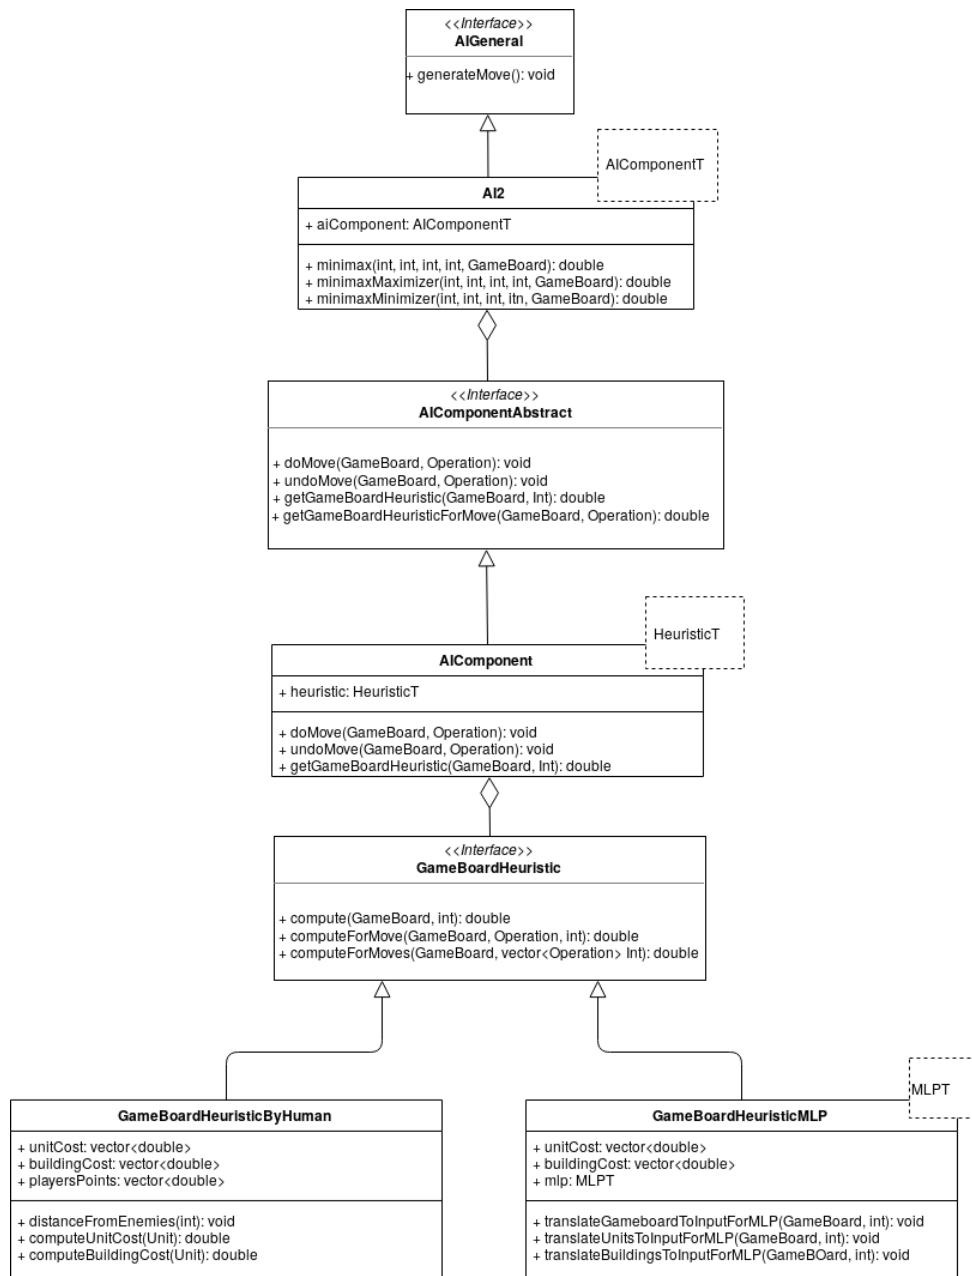 <<Interface>>
AIGeneral
+ generateMove(): void
AIComponentT
AI2
+ aiComponent: AIComponentT
+ minimax(int, int, int, int, GameBoard): double
+ minimaxMaximizer(int, int, int, int, GameBoard): double
+ minimaxMinimizer(int, int, int, itn, GameBoard): double
<<Interface>>
AIComponentAbstract
+ doMove(GameBoard, Operation): void
+ undoMove(GameBoard, Operation): void
+ getGameBoardHeuristic(GameBoard, Int): double
+ getGameBoardHeuristicForMove(GameBoard, Operation): double
HeuristicT
AIComponent
+ heuristic: HeuristicT
+ doMove(GameBoard, Operation): void
+ undoMove(GameBoard, Operation): void
+ getGameBoardHeuristic(GameBoard, Int): double
<<Interface>>
GameBoardHeuristic
+ compute(GameBoard, int): double
+ computeForMove(GameBoard, Operation, int): double
+ computeForMoves(GameBoard, vector<Operation> Int): double
GameBoardHeuristicByHuman
+ unitCost: vector<double>
+ buildingCost: vector<double>
+ playersPoints: vector<double>
+ distanceFromEnemies(int): void
+ computeUnitCost(Unit): double
+ computeBuildingCost(Unit): double
MLPT
GameBoardHeuristicMLP
+ unitCost: vector<double>
+ buildingCost: vector<double>
+ mlp: MLPT
+ translateGameboardToInputForMLP(GameBoard, int): void
+ translateUnitsToInputForMLP(GameBoard, int): void
+ translateBuildingsToInputForMLP(GameBOard, int): void